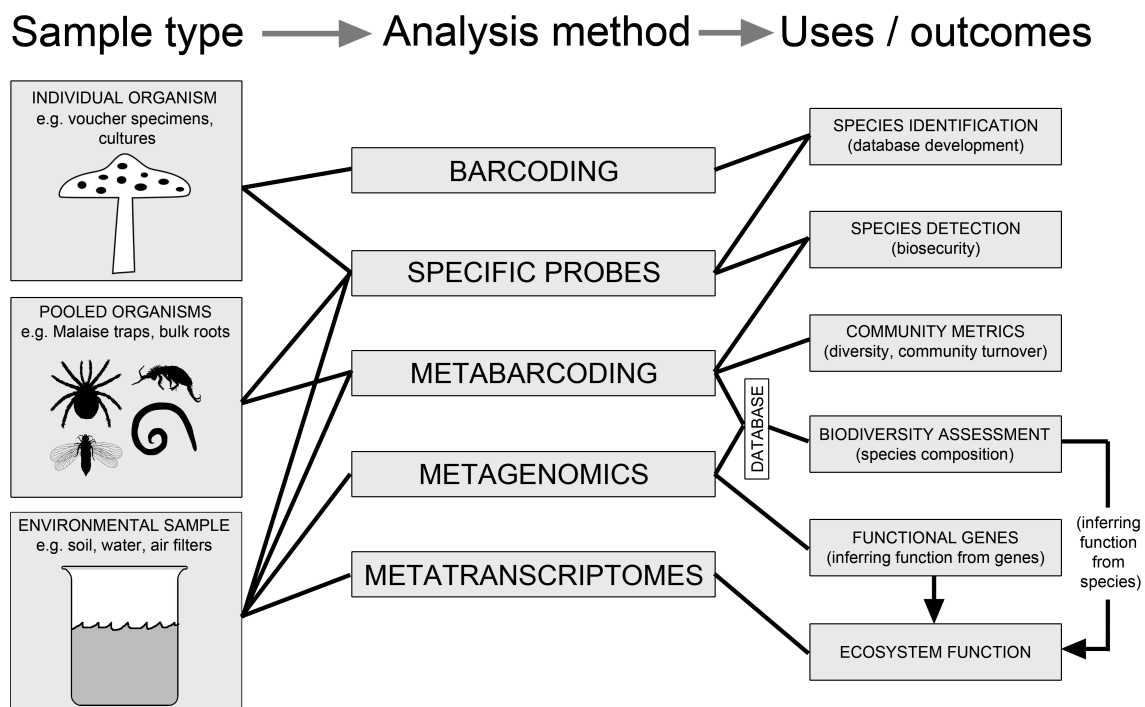 Sample type
Analysis method
Uses / outcomes
INDIVIDUAL ORGANISM
e.g. voucher specimens,
cultures
POOLED ORGANISMS
e.g. Malaise traps, bulk roots
ENVIRONMENTAL SAMPLE
e.g. soil, water, air filters
BARCODING
SPECIFIC PROBES
METABARCODING
METAGENOMICS
METATRANSCRIPTOMES
DATABASE
SPECIES IDENTIFICATION
(database development)
SPECIES DETECTION
(biosecurity)
COMMUNITY METRICS
(diversity, community turnover)
BIODIVERSITY ASSESSMENT
(species composition)
FUNCTIONAL GENES
(inferring function from genes)
ECOSYSTEM FUNCTION
(inferring
function
from
species)